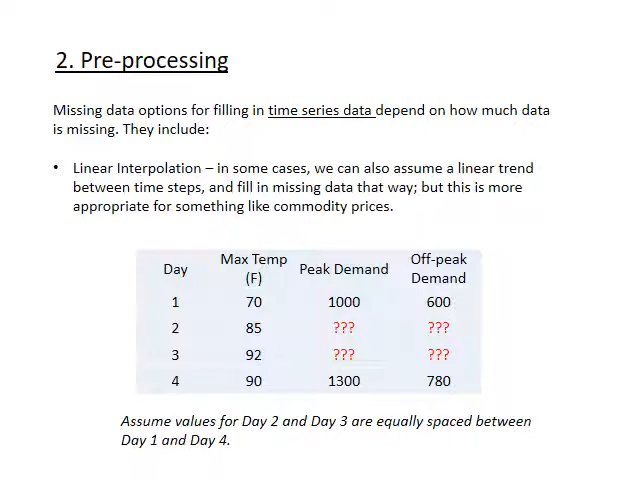 2. Pre-processing
Missing data options for filling in time series data depend on how much data
is missing. They include:
• Linear Interpolation – in some cases, we can also assume a linear trend
between time steps, and fill in missing data that way; but this is more
appropriate for something like commodity prices.
Day Max Temp (F) Peak Demand Off-peak Demand
1 70 1000 600
2 85 ??? ???
3 92 ??? ???
4 90 1300 780
Assume values for Day 2 and Day 3 are equally spaced between
Day 1 and Day 4.